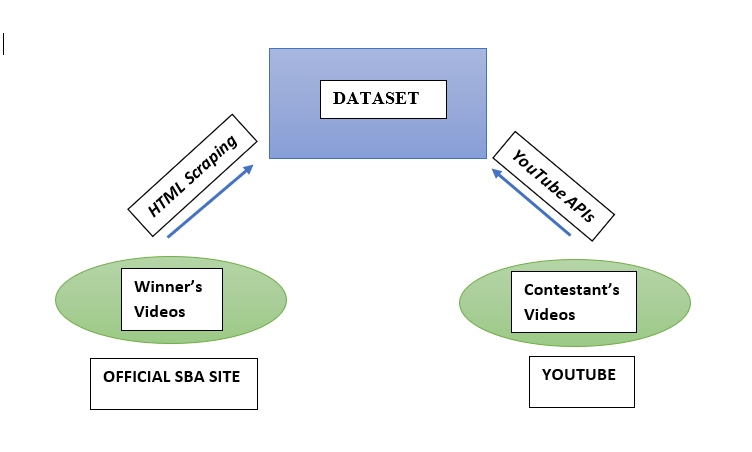 DATASET
HTML Scraping
YouTube APIs
Winner’s
Videos
Contestant’s
Videos
OFFICIAL SBA SITE
YOUTUBE